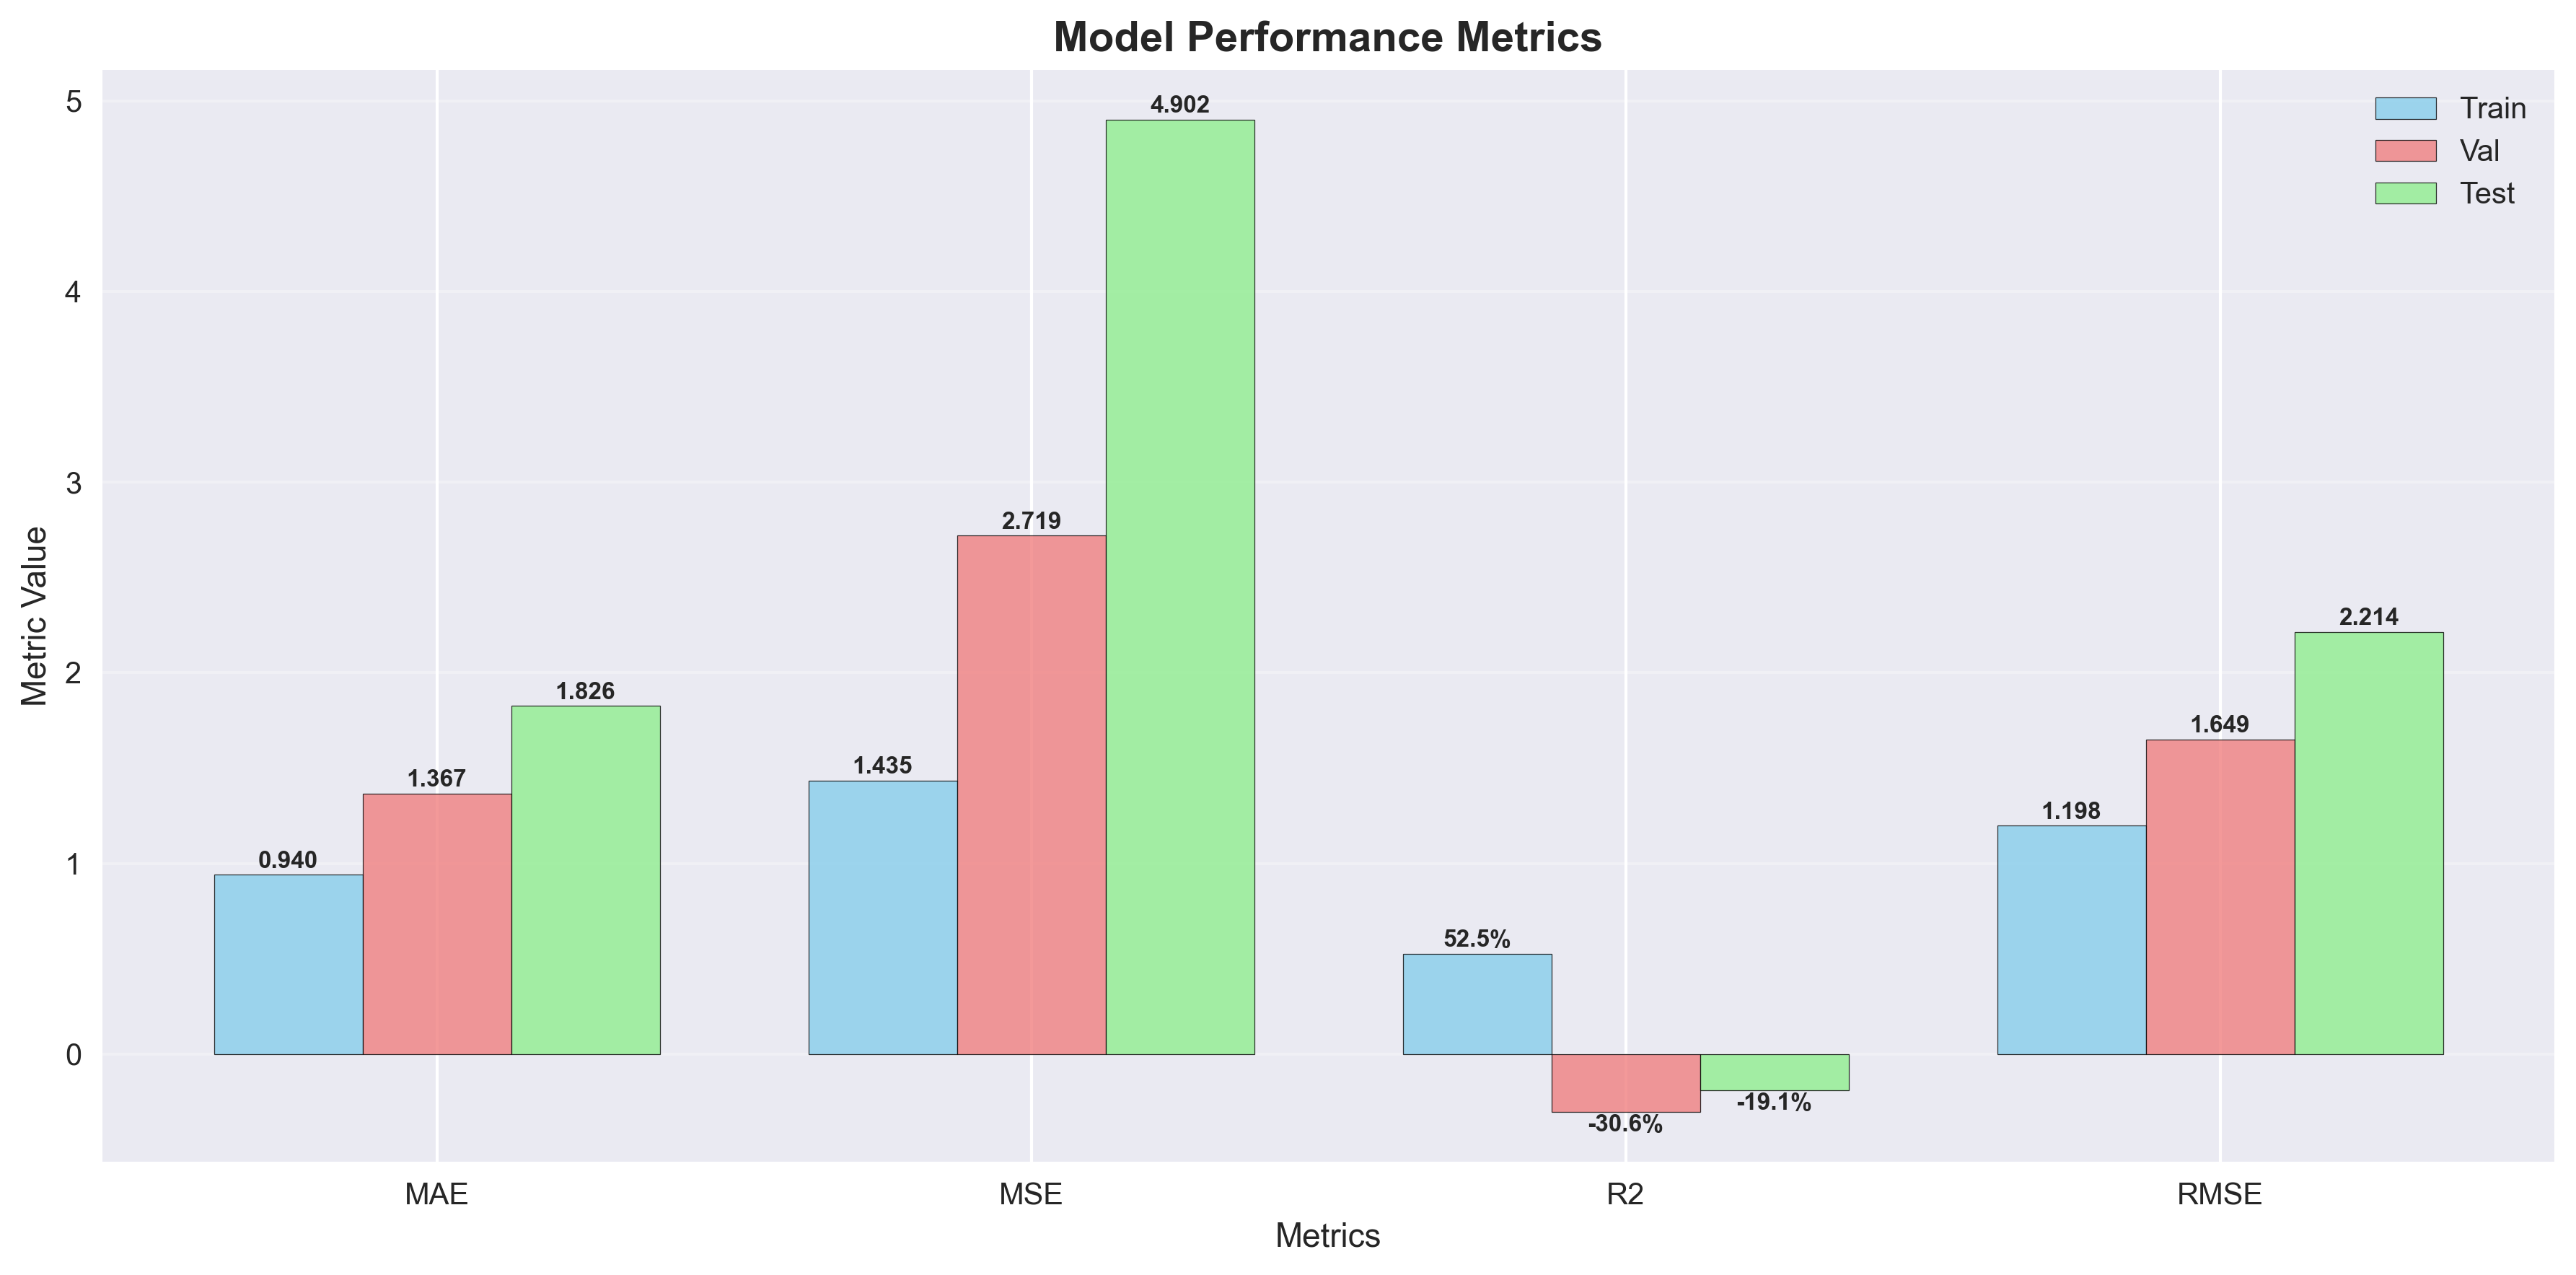 Model Performance Metrics
Train
Val
Test
Metric Value
5
4
3
2
1
0
0.940
1.367
1.826
1.435
2.719
4.902
52.5%
-30.6%
-19.1%
1.198
1.649
2.214
MAE
MSE
R2
RMSE
Metrics